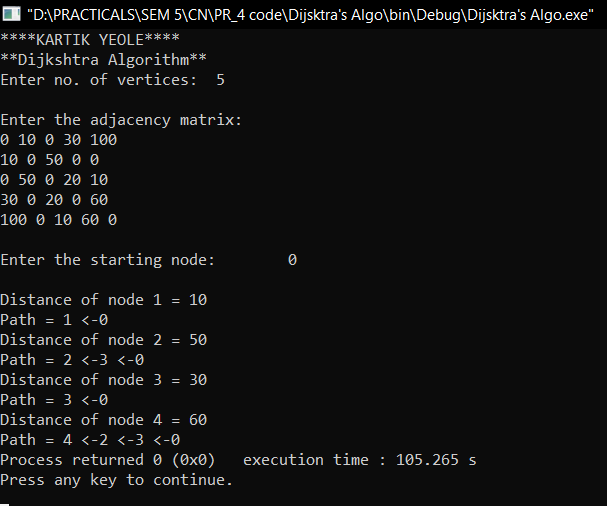 "D:\PRACTICALS\SEM 5\CN\PR_4 code\Dijsktra's Algo\bin\Debug\Dijsktra's Algo.exe"
****KARTIK YEOLE****
**Dijkshtra Algorithm**
Enter no. of vertices:  5
Enter the adjacency matrix:
0 10 0 30 100
10 0 50 0 0
0 50 0 20 10
30 0 20 0 60
100 0 10 60 0
Enter the starting node:        0
Distance of node 1 = 10
Path = 1 <-0
Distance of node 2 = 50
Path = 2 <-3 <-0
Distance of node 3 = 30
Path = 3 <-0
Distance of node 4 = 60
Path = 4 <-2 <-3 <-0
Process returned 0 (0x0)   execution time : 105.265 s
Press any key to continue.